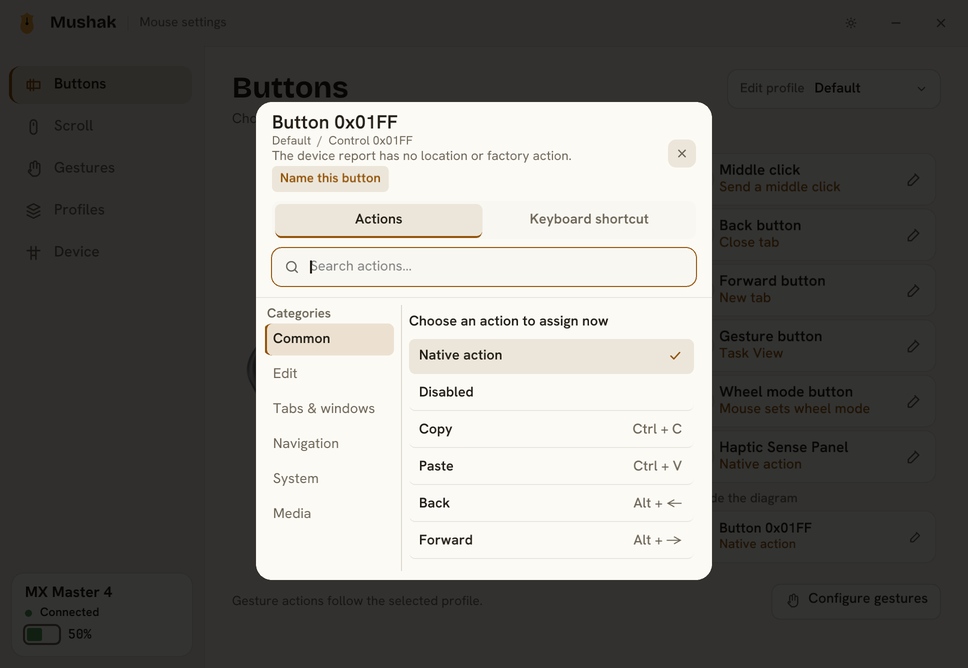 Mushak
Mouse settings
Buttons
Scroll
Gestures
Profiles
Device
MX Master 4
Connected
50%
Buttons
Edit profile Default
Button 0x01FF
Default / Control 0x01FF
The device report has no location or factory action.
Name this button
Actions
Keyboard shortcut
Search actions...
Categories
Common
Edit
Tabs & windows
Navigation
System
Media
Choose an action to assign now
Native action
Disabled
Copy Ctrl + C
Paste Ctrl + V
Back Alt + ←
Forward Alt + →
Middle click
Send a middle click
Back button
Close tab
Forward button
New tab
Gesture button
Task View
Wheel mode button
Mouse sets wheel mode
Haptic Sense Panel
Native action
the diagram
Button 0x01FF
Native action
Gesture actions follow the selected profile.
Configure gestures